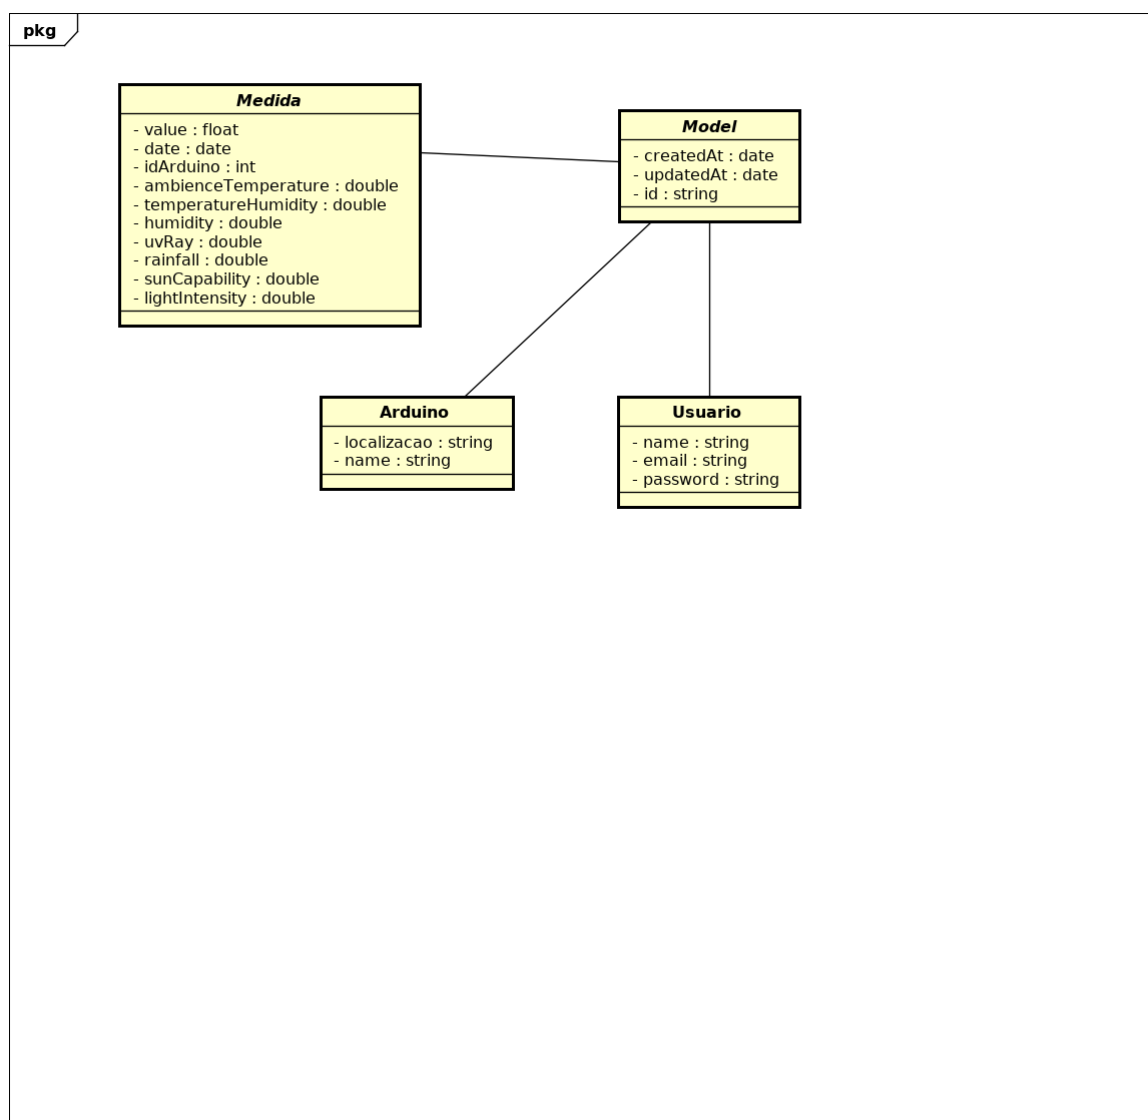 pkg
Medida
- value : float
- date : date
- idArduino : int
- ambienceTemperature : double
- temperatureHumidity : double
- humidity : double
- uvRay : double
- rainfall : double
- sunCapability : double
- lightIntensity : double
Model
- createdAt : date
- updatedAt : date
- id : string
Arduino
- localizacao : string
- name : string
Usuario
- name : string
- email : string
- password : string